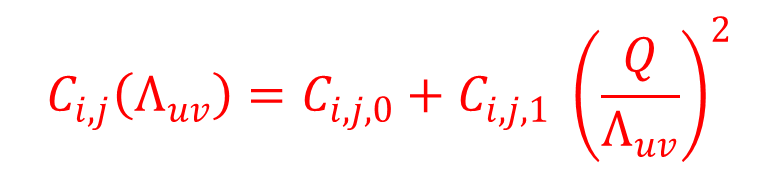 C_{i,j}(Λ_{uv}) = C_{i,j,0} + C_{i,j,1} (Q/Λ_{uv})^2